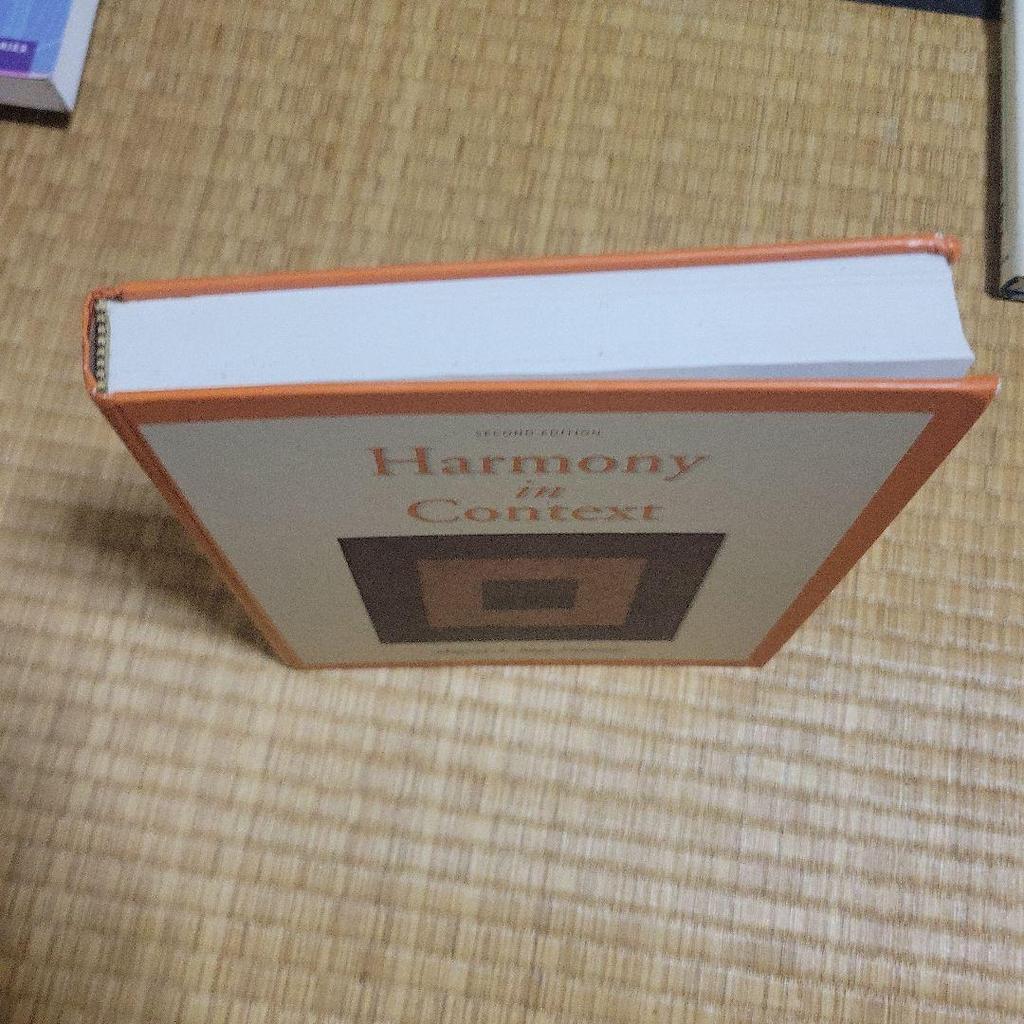 SECOND EDITION
Harmony
in
Context